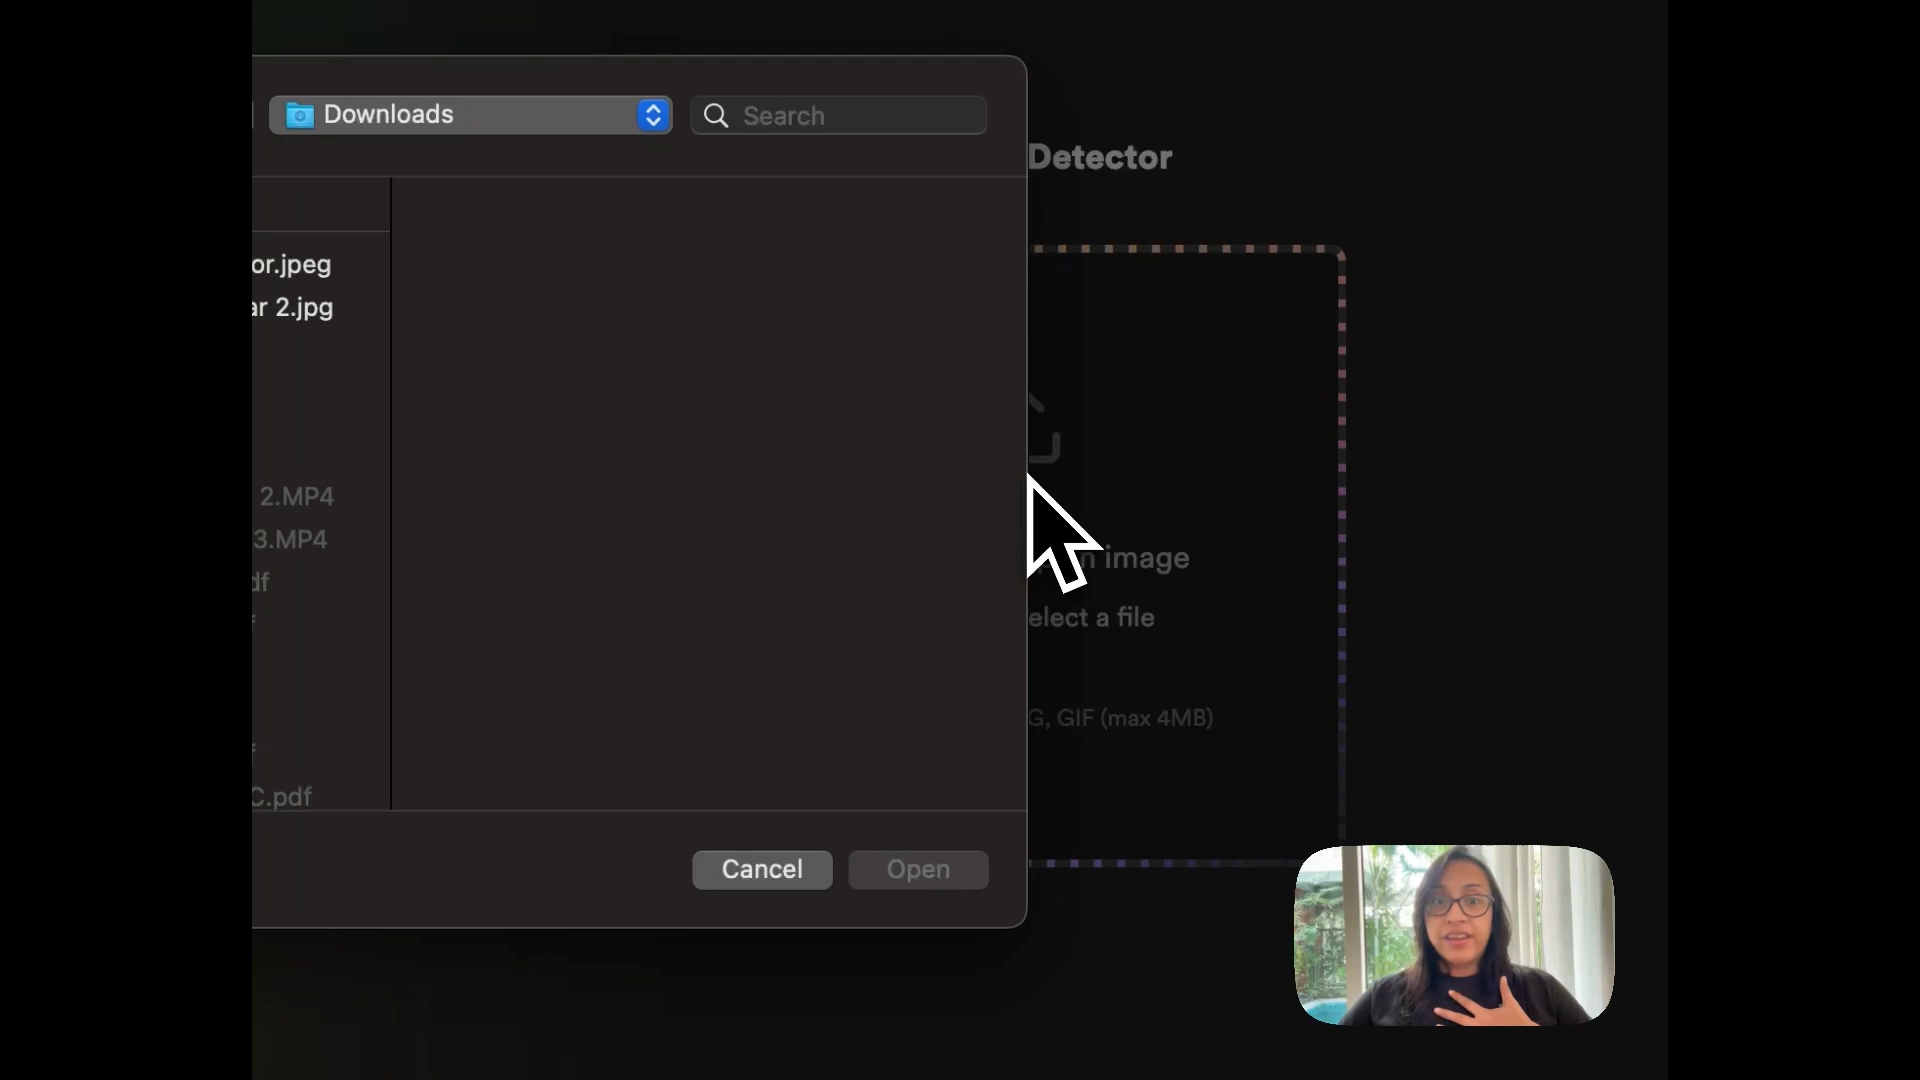 Downloads
Search
Detector
or.jpeg
ar 2.jpg
2.MP4
3.MP4
df
image
elect a file
G, GIF (max 4MB)
C.pdf
Cancel
Open